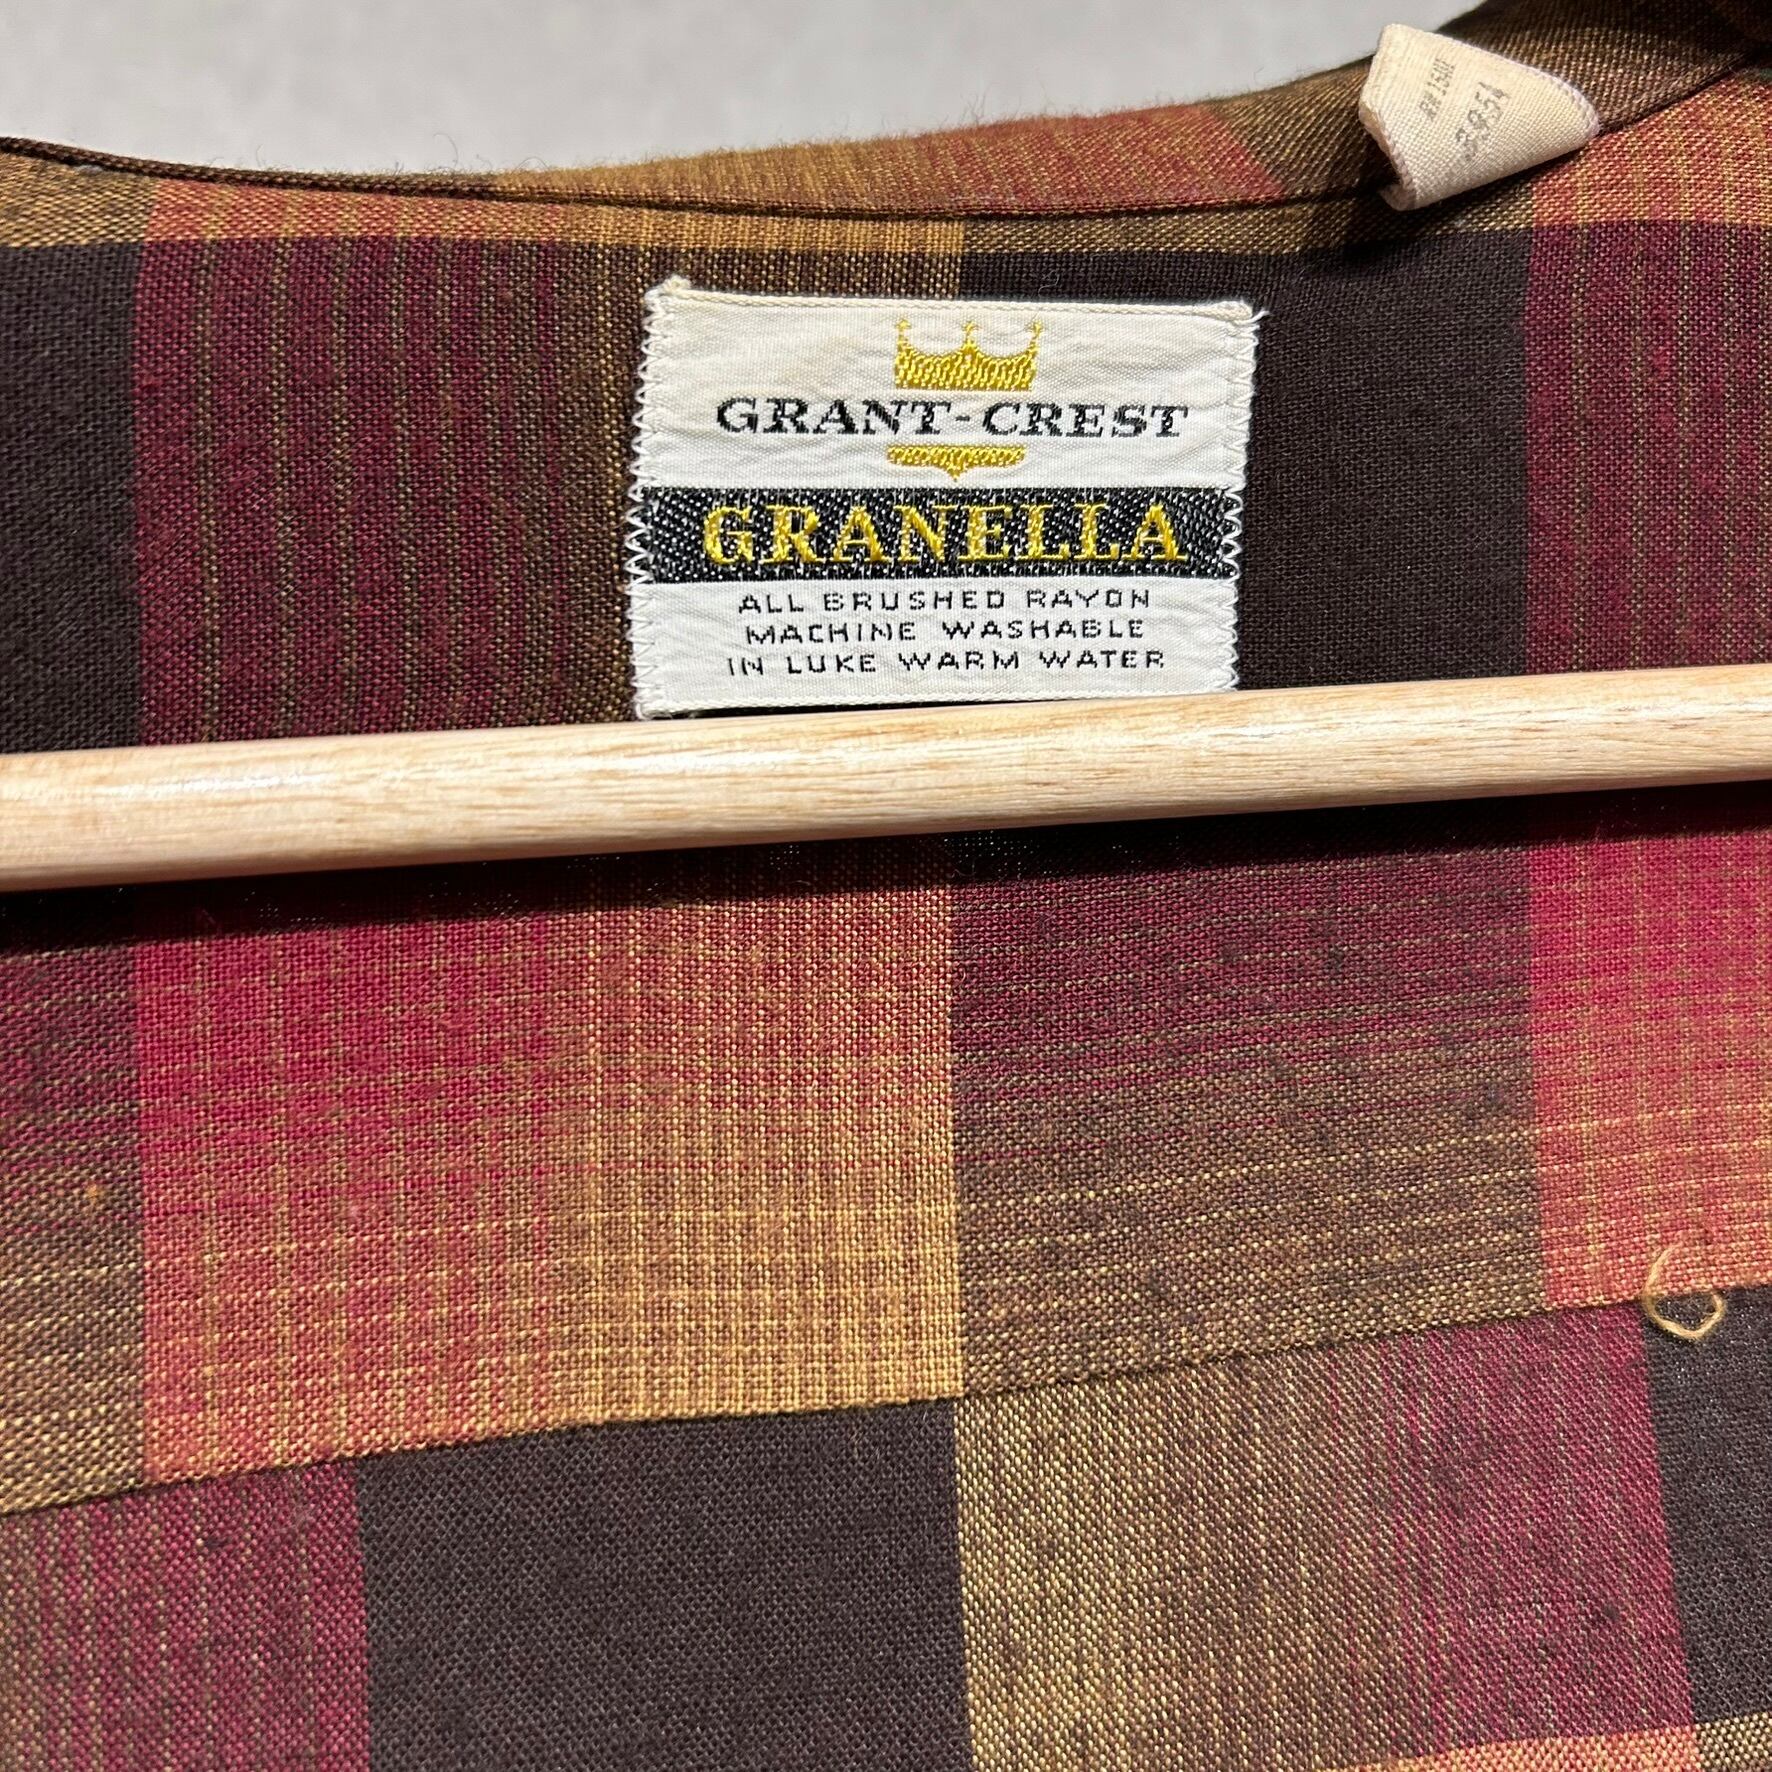 GRANT-CREST
GRANELLA
ALL BRUSHED RAYON
MACHINE WASHABLE
IN LUKE WARM WATER